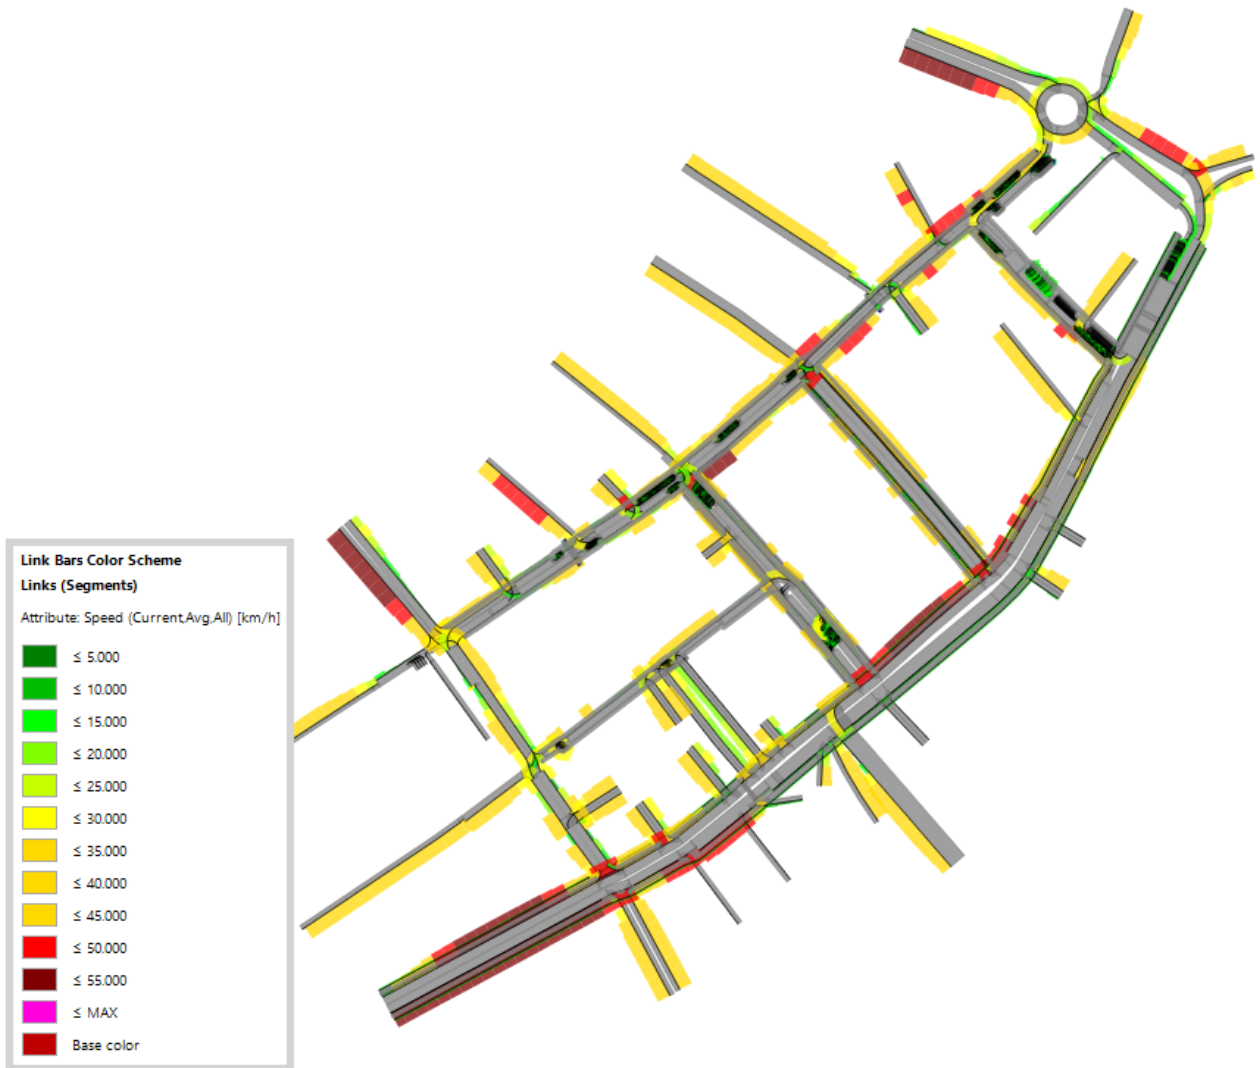 Link Bars Color Scheme
Links (Segments)
Attribute: Speed (Current,Avg,All) [km/h]
≤ 5.000
≤ 10.000
≤ 15.000
≤ 20.000
≤ 25.000
≤ 30.000
≤ 35.000
≤ 40.000
≤ 45.000
≤ 50.000
≤ 55.000
≤ MAX
Base color